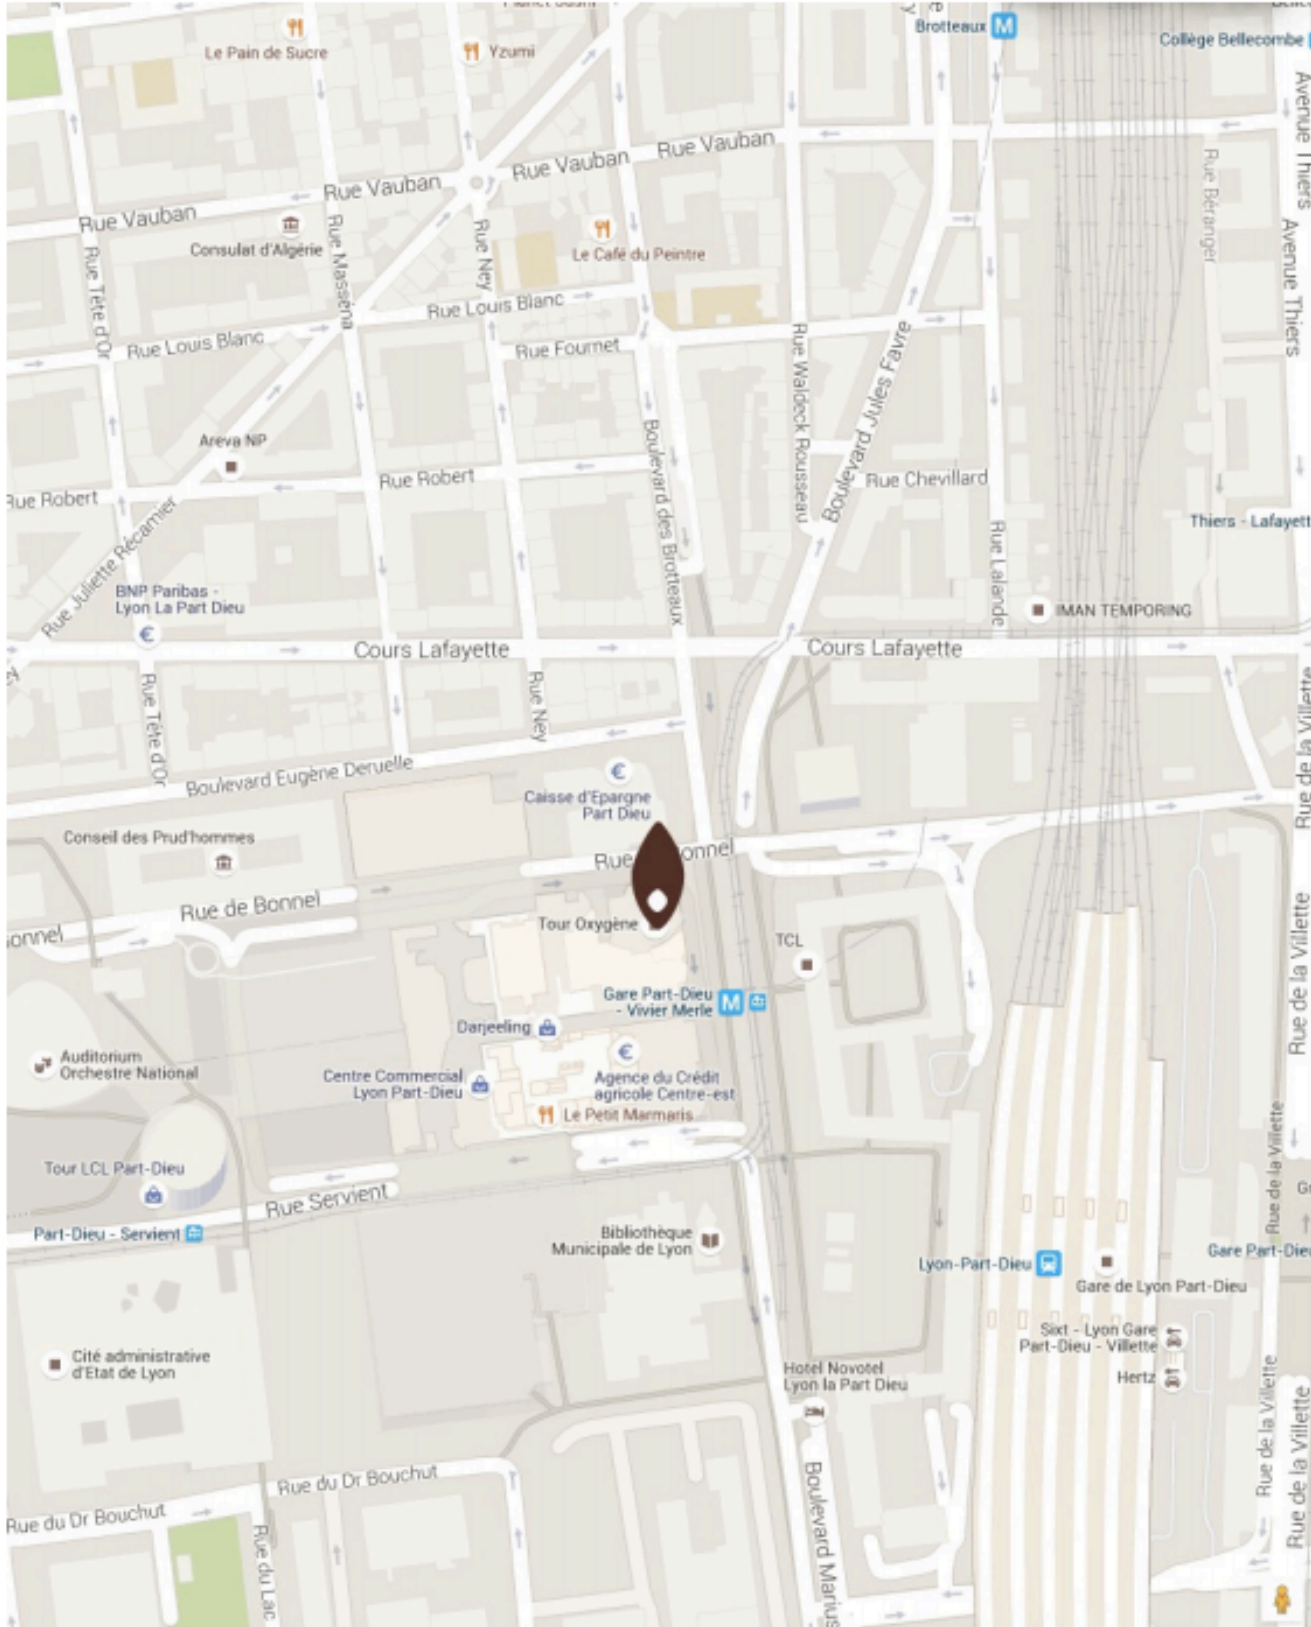 Brotteaux
Collège Bellecombe
Le Pain de Sucre
Yzumi
Avenue Thiers
Rue Vauban
Rue Vauban
Rue Vauban
Rue Vauban
Rue Béranger
Consulat d'Algérie
Rue Masséna
Rue Ney
Le Café du Peintre
Avenue Thiers
Rue Tête d'Or
Rue Louis Blanc
Rue Louis Blanc
Rue Fournet
Rue Waldeck Rousseau
Boulevard Jules Favre
Areva NP
Rue Robert
Rue Robert
Boulevard des Brotteaux
Rue Chevillard
Rue Juliette Récamier
Rue Lalande
Thiers - Lafayett
BNP Paribas -
Lyon La Part Dieu
IMAN TEMPORING
Cours Lafayette
Cours Lafayette
Rue Tête d'Or
Rue Ney
Rue de la Villette
Boulevard Eugène Deruelle
Caisse d'Epargne
Part Dieu
Conseil des Prud'hommes
Rue
onnel
Rue de Bonnel
onnel
Tour Oxygène
TCL
Rue de la Villette
Gare Part-Dieu
- Vivier Merle
Darjeeling
Auditorium
Orchestre National
Centre Commercial
Lyon Part-Dieu
Agence du Crédit
agricole Centre-est
Le Petit Marmaris
Rue de la Villette
Tour LCL Part-Dieu
Rue Servient
Part-Dieu - Servient
Bibliothèque
Municipale de Lyon
Lyon-Part-Dieu
Gare Part-Dieu
Gare de Lyon Part-Dieu
Sixt - Lyon Gare
Part-Dieu - Villette
Hertz
Cité administrative
d'Etat de Lyon
Hotel Novotel
Lyon la Part Dieu
Rue de la Villette
Rue de la Villette
Rue du Dr Bouchut
Rue du Dr Bouchut
Rue du Lac
Boulevard Marius